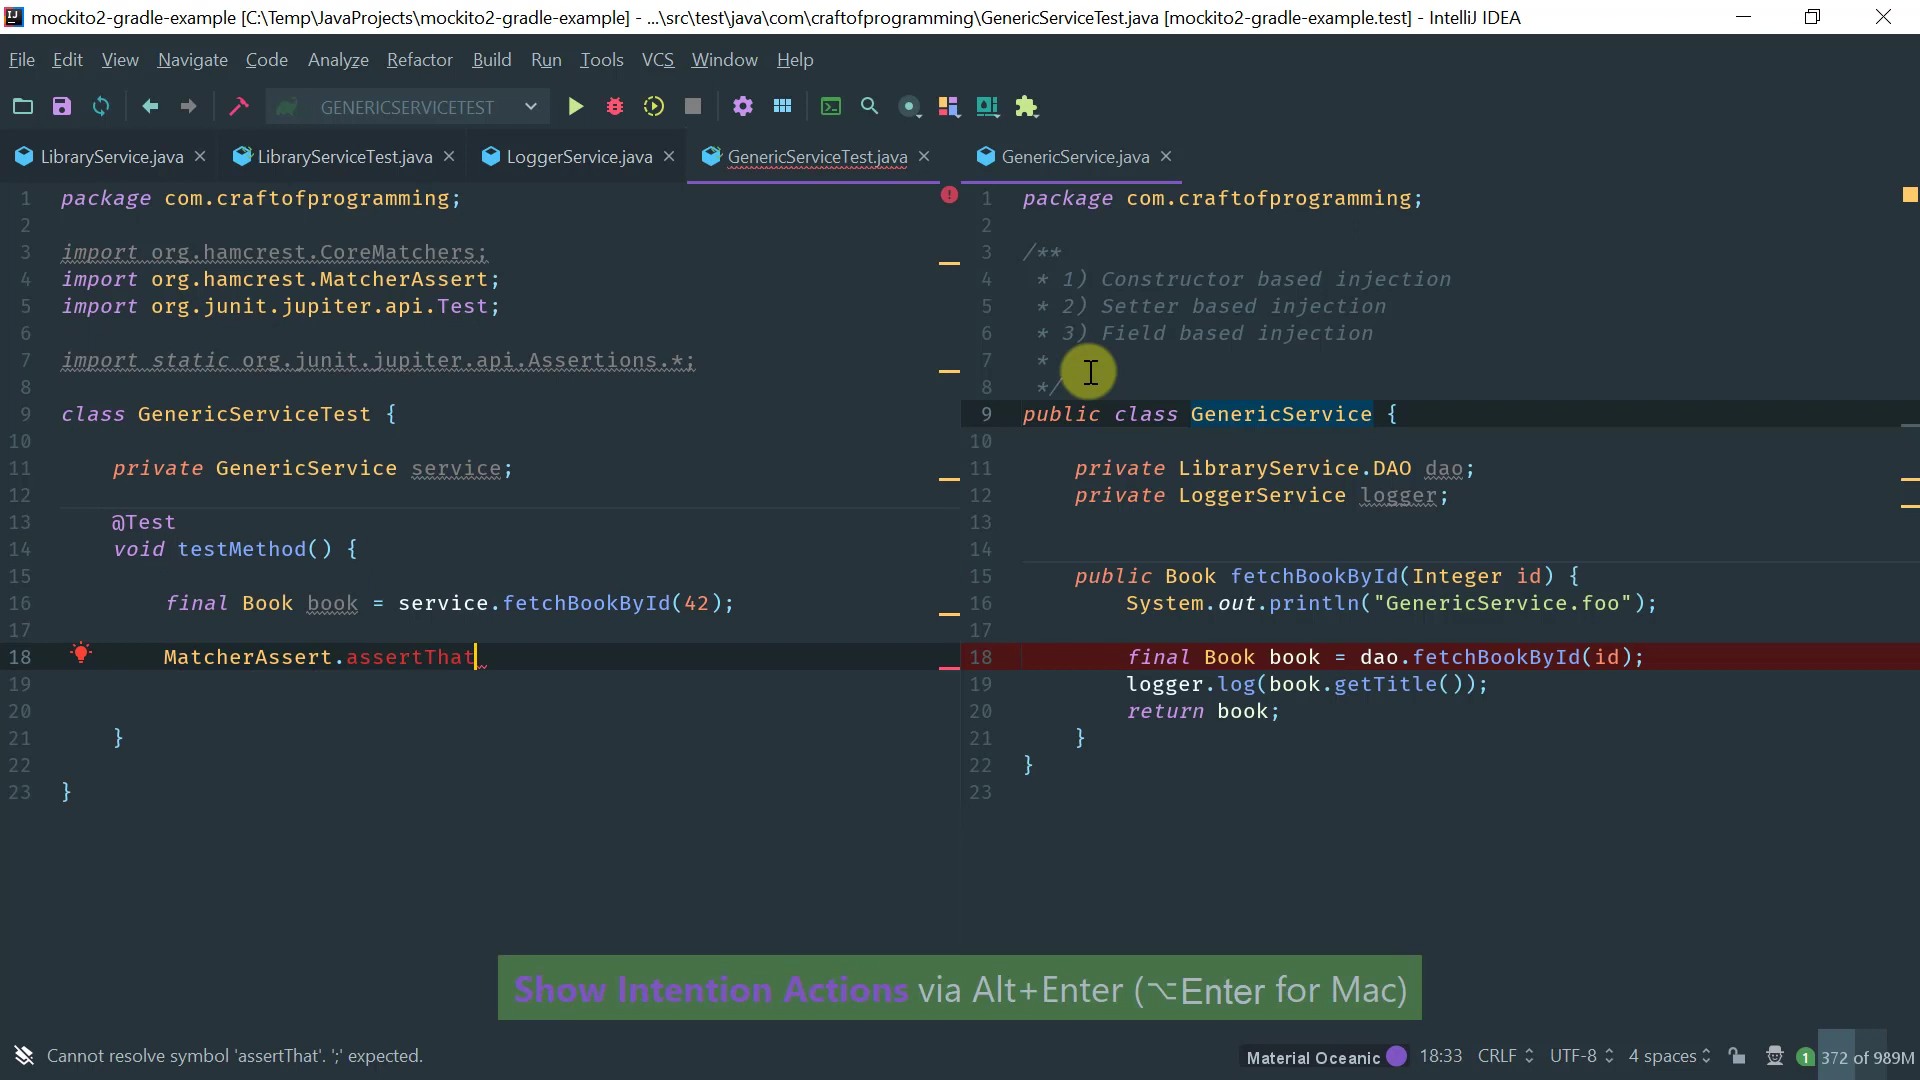 mockito2-gradle-example [C:\Temp\JavaProjects\mockito2-gradle-example] - ...\src\test\java\com\craftofprogramming\GenericServiceTest.java [mockito2-gradle-example.test] - IntelliJ IDEA
File Edit View Navigate Code Analyze Refactor Build Run Tools VCS Window Help
GENERICSERVICETEST
LibraryService.java LibraryServiceTest.java LoggerService.java GenericServiceTest.java GenericService.java
1 package com.craftofprogramming;
2
3 import org.hamcrest.CoreMatchers;
4 import org.hamcrest.MatcherAssert;
5 import org.junit.jupiter.api.Test;
6
7 import static org.junit.jupiter.api.Assertions.*;
8
9 class GenericServiceTest {
10
11 private GenericService service;
12
13 @Test
14 void testMethod() {
15
16 final Book book = service.fetchBookById(42);
17
18 MatcherAssert.assertThat
19
20
21 }
22
23 }
1 package com.craftofprogramming;
2
3 /**
4 * 1) Constructor based injection
5 * 2) Setter based injection
6 * 3) Field based injection
7 *
8 */
9 public class GenericService {
10
11 private LibraryService.DAO dao;
12 private LoggerService logger;
13
14
15 public Book fetchBookById(Integer id) {
16 System.out.println("GenericService.foo");
17
18 final Book book = dao.fetchBookById(id);
19 logger.log(book.getTitle());
20 return book;
21 }
22 }
23
Show Intention Actions via Alt+Enter (⌥Enter for Mac)
Cannot resolve symbol 'assertThat'. ';' expected.
Material Oceanic 18:33 CRLF UTF-8 4 spaces 1 372 of 989M